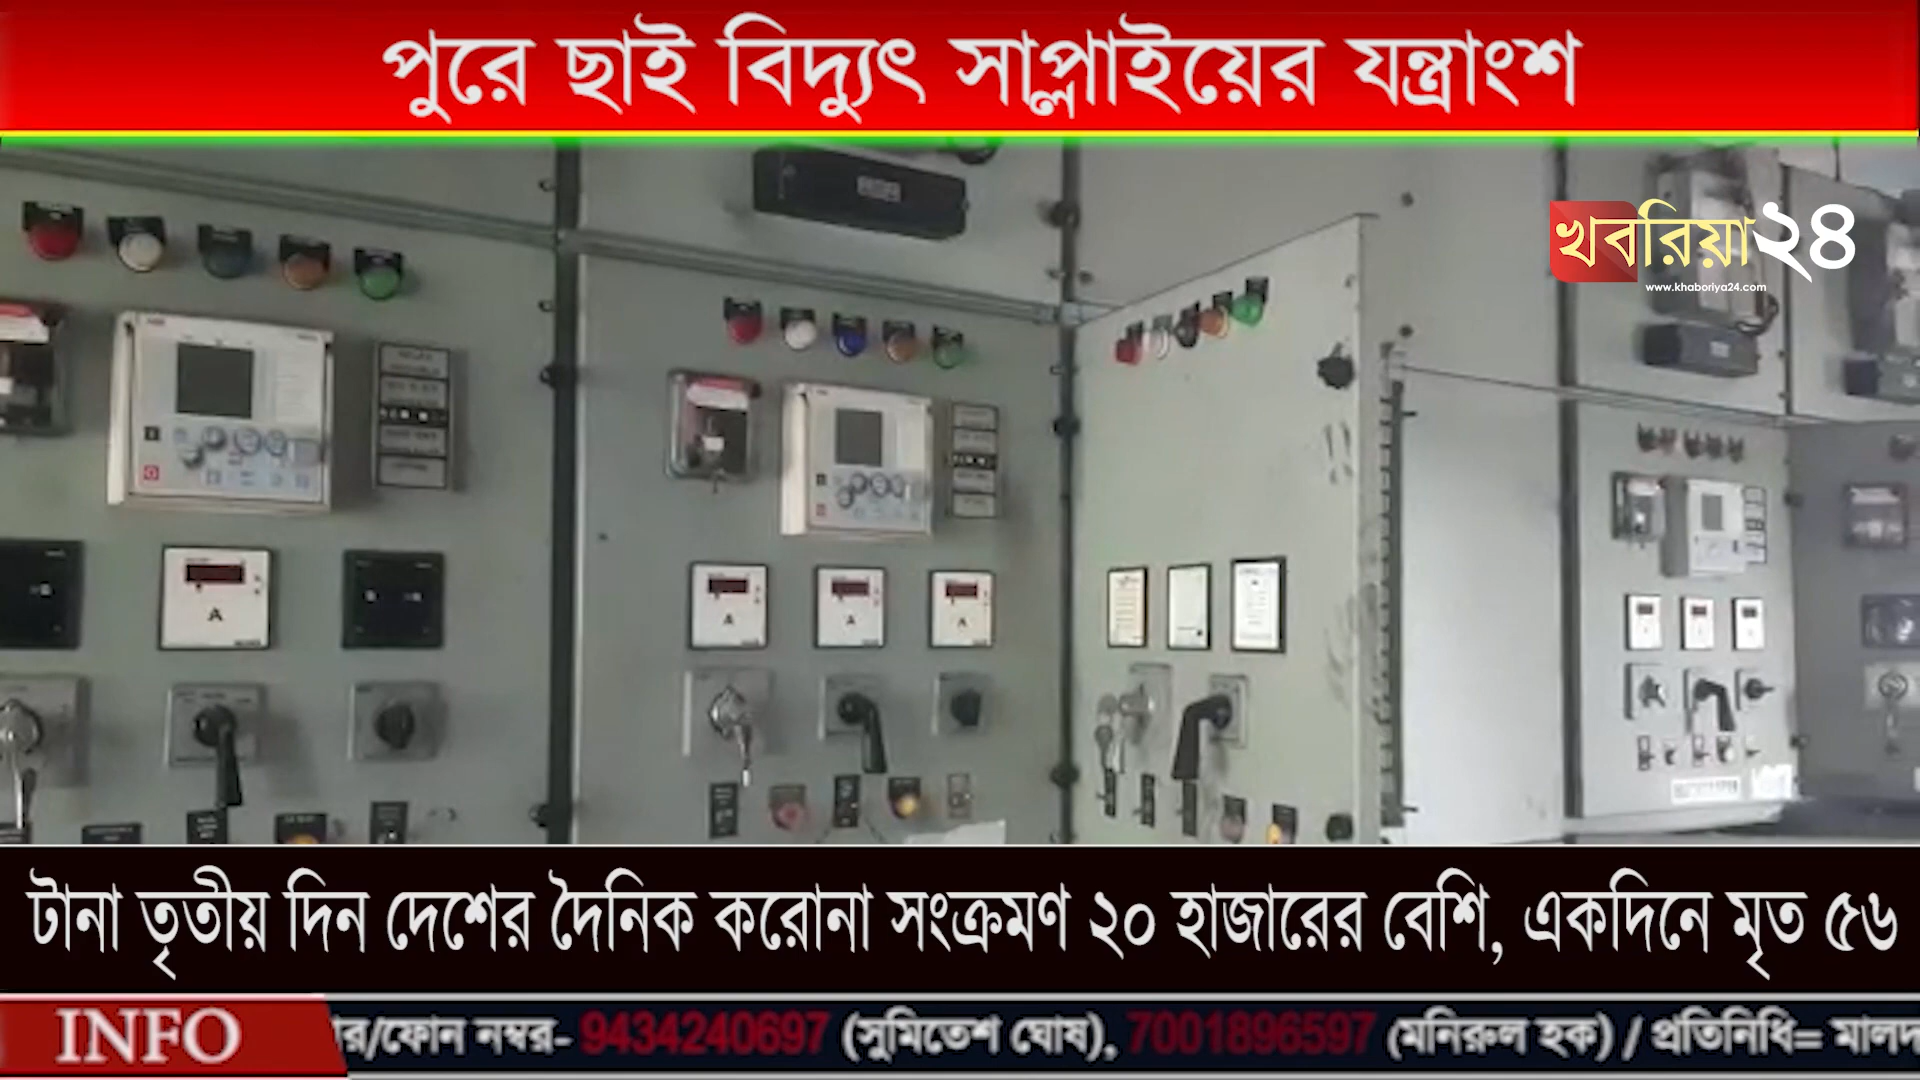 পুরে ছাই বিদ্যুৎ সাপ্লাইয়ের যন্ত্রাংশ
খবরিয়া ২৪
www.khaboriya24.com
A
A
A
A
টানা তৃতীয় দিন দেশের দৈনিক করোনা সংক্রমণ ২০ হাজারের বেশি, একদিনে মৃত ৫৬
INFO
র/ফোন নম্বর- 9434240697 (সুমিতেশ ঘোষ), 7001896597 (মনিরুল হক) / প্রতিনিধি= মালদ